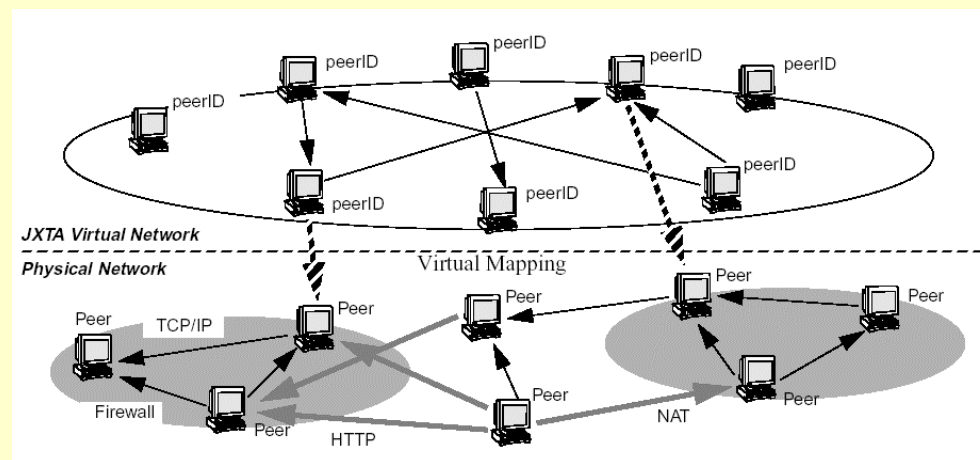 peerID
peerID
peerID
peerID
peerID
peerID
peerID
peerID
JXTA Virtual Network
Physical Network
Virtual Mapping
Peer
Peer
Peer
Peer
Peer
TCP/IP
Firewall
Peer
HTTP
Peer
NAT
Peer